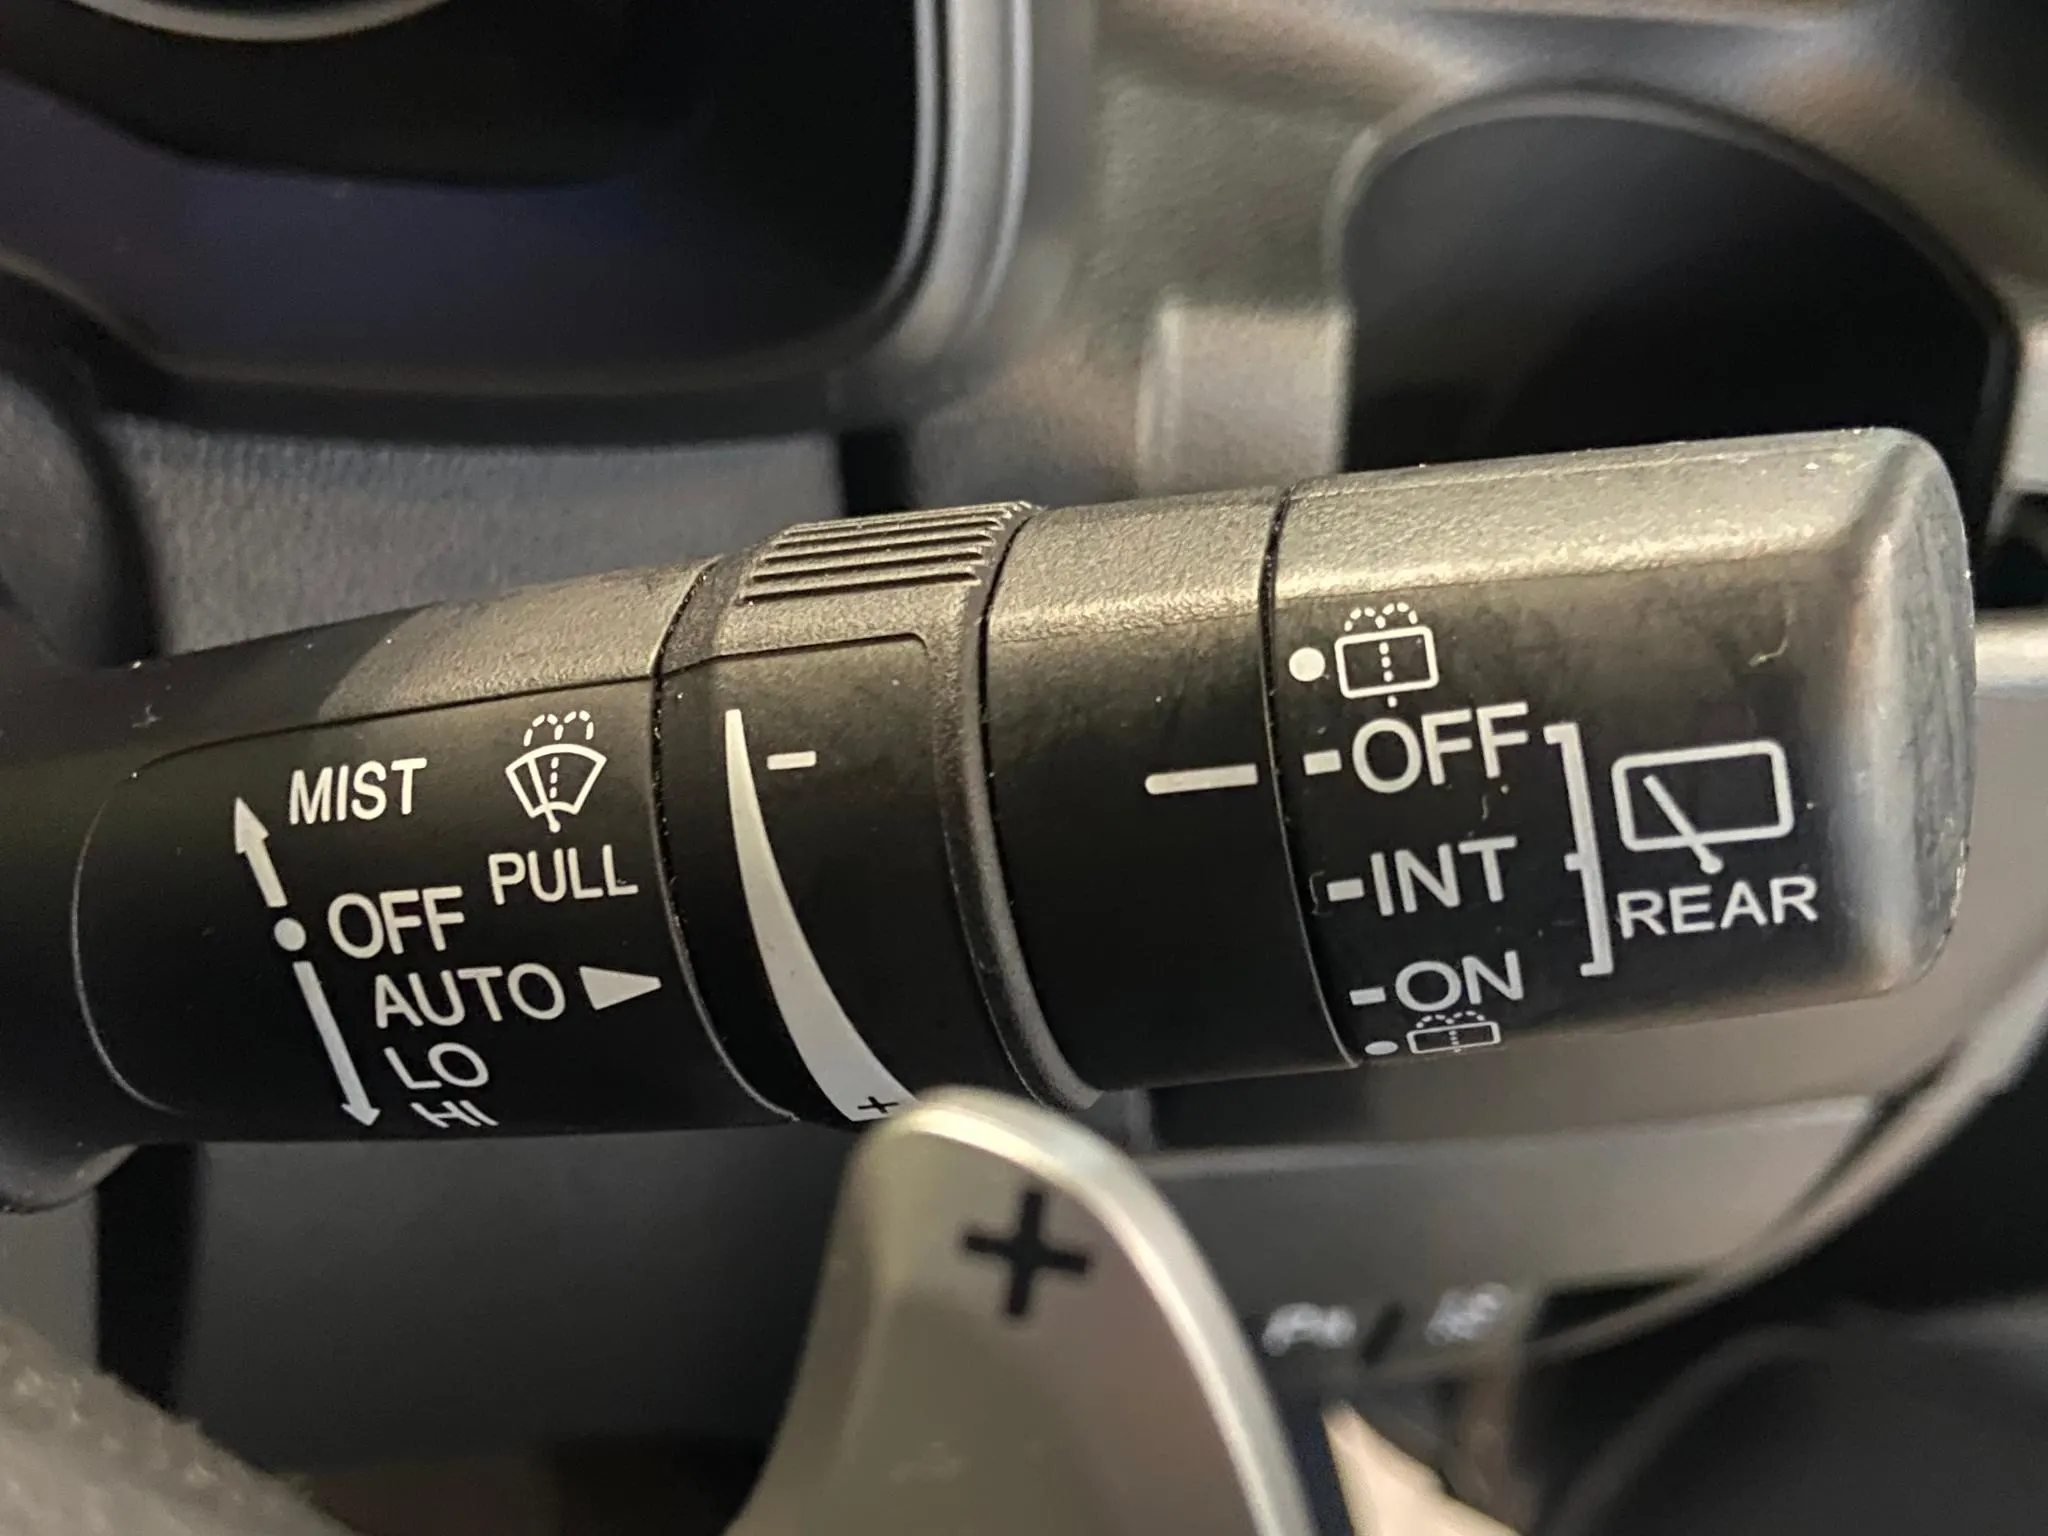 MIST
PULL
OFF
AUTO
LO
HI
-
+
OFF
INT
ON
REAR
+